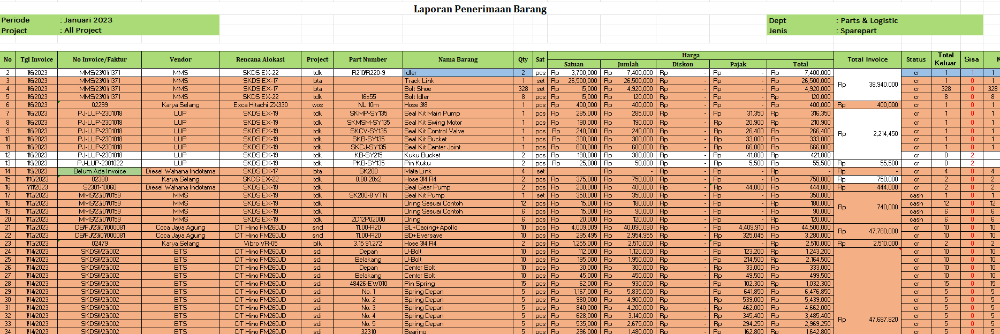 Laporan Penerimaan Barang
Periode : Januari 2023 Dept : Parts & Logistic
Project : All Project Jenis : Sparepart
No Tgl Invoice No Invoice/Faktur Vendor Rencana Alokasi Project Part Number Nama Barang Qty Sat Harga Total Invoice Status Total Keluar Sisa K
Satuan Jumlah Diskon Pajak Total
2 1/6/2023 MMS/23/01/1371 MMS SKDS EX-22 tdk R210/R220-9 Idler 2 pcs Rp 3,700,000 Rp 7,400,000 Rp - Rp - Rp 7,400,000 cr 1 1 1
3 1/6/2023 MMS/23/01/1371 MMS SKDS EX-17 bta Track Link 1 set Rp 26,500,000 Rp 26,500,000 Rp - Rp - Rp 26,500,000 Rp 38,940,000 cr 1 0 1
4 1/6/2023 MMS/23/01/1371 MMS SKDS EX-17 bta Bolt Shoe 328 set Rp 15,000 Rp 4,920,000 Rp - Rp - Rp 4,920,000 cr 328 0 328
5 1/6/2023 MMS/23/01/1371 MMS SKDS EX-22 tdk 16x55 Bolt Idler 8 pcs Rp 15,000 Rp 120,000 Rp - Rp - Rp 120,000 cr 8 0 8
6 1/6/2023 02299 Karya Selang Exca Hitachi ZX330 wos NL 10m Hose 3/8 1 pcs Rp 400,000 Rp 400,000 Rp - Rp - Rp 400,000 Rp 400,000 cr 1 0 1
7 1/6/2023 PJ-LUP-2301018 LUP SKDS EX-19 tdk SKMP-SY135 Seal Kit Main Pump 1 pcs Rp 285,000 Rp 285,000 Rp - Rp 31,350 Rp 316,350 cr 1 0 1
8 1/6/2023 PJ-LUP-2301018 LUP SKDS EX-19 tdk SKMSM-SY135 Seal Kit Swing Motor 1 pcs Rp 190,000 Rp 190,000 Rp - Rp 20,900 Rp 210,900 cr 1 0 1
9 1/6/2023 PJ-LUP-2301018 LUP SKDS EX-19 tdk SKCV-SY135 Seal Kit Control Valve 1 pcs Rp 240,000 Rp 240,000 Rp - Rp 26,400 Rp 266,400 Rp 2,214,450 cr 1 0 1
10 1/6/2023 PJ-LUP-2301018 LUP SKDS EX-19 tdk SKB-SY135 Seal Kit Bucket 1 pcs Rp 300,000 Rp 300,000 Rp - Rp 33,000 Rp 333,000 cr 1 0 1
11 1/6/2023 PJ-LUP-2301018 LUP SKDS EX-19 tdk SKCJ-SY135 Seal Kit Center Joint 1 pcs Rp 600,000 Rp 600,000 Rp - Rp 66,000 Rp 666,000 cr 1 0 1
12 1/6/2023 PJ-LUP-2301018 LUP SKDS EX-19 tdk KB-SY215 Kuku Bucket 2 pcs Rp 190,000 Rp 380,000 Rp - Rp 41,800 Rp 421,800 cr 0 2
13 1/9/2023 PJ-LUP-2301022 LUP SKDS EX-19 tdk PKB-SY135 Pin Kuku 2 pcs Rp 25,000 Rp 50,000 Rp - Rp 5,500 Rp 55,500 Rp 55,500 cr 0 2
14 1/9/2023 Belum Ada Invoice Diesel Wahana Indotama SKDS EX-17 bta SK200 Mata Link 4 set Rp - Rp - Rp - Rp - Rp - cr 4 0 4
15 1/10/2023 02380 Karya Selang SKDS EX-22 tdk 0.80 20x2 Hose 3/4 R4 2 pcs Rp 375,000 Rp 750,000 Rp - Rp - Rp 750,000 Rp 750,000 cr 2 0 2
16 1/11/2023 S2301-10060 Diesel Wahana Indotama SKDS EX-19 tdk Seal Gear Pump 2 pcs Rp 200,000 Rp 400,000 Rp - Rp 44,000 Rp 444,000 Rp 444,000 cr 2 0 2
17 1/12/2023 MMS/23/01/0159 MMS SKDS EX-19 tdk SK200-8 VTN Seal Kit Pump 1 set Rp 350,000 Rp 350,000 Rp - Rp - Rp 350,000 cash 1 0 1
18 1/12/2023 MMS/23/01/0159 MMS SKDS EX-19 tdk Oring Sesuai Contoh 12 pcs Rp 15,000 Rp 180,000 Rp - Rp - Rp 180,000 Rp 740,000 cash 12 0 12
19 1/12/2023 MMS/23/01/0159 MMS SKDS EX-19 tdk Oring Sesuai Contoh 6 pcs Rp 15,000 Rp 90,000 Rp - Rp - Rp 90,000 cash 6 0 6
20 1/12/2023 MMS/23/01/0159 MMS SKDS EX-19 tdk ZD12P02000 Oring 6 pcs Rp 20,000 Rp 120,000 Rp - Rp - Rp 120,000 cash 6 0 6
21 1/12/2023 DB/FJ/23/01/000081 Coca Jaya Agung DT Hino FM260JD snd 11.00-R20 BL+Cacing+Apollo 10 pcs Rp 4,009,009 Rp 40,090,090 Rp - Rp 4,409,910 Rp 44,500,000 Rp 47,780,000 cr 10 0 10
22 1/12/2023 DB/FJ/23/01/000081 Coca Jaya Agung DT Hino FM260JD snd 11.00-R20 BD+Eversave 10 pcs Rp 295,495 Rp 2,954,955 Rp - Rp 325,045 Rp 3,280,000 cr 10 0 10
23 1/13/2023 02479 Karya Selang Vibro VR-05 blk 3,15 91.272 Hose 3/4 R4 2 pcs Rp 1,255,000 Rp 2,510,000 Rp - Rp - Rp 2,510,000 Rp 2,510,000 cr 2 0 2
24 1/14/2023 SKDS/I/23/002 BTS DT Hino FM260JD sdi Depan U-Bolt 10 pcs Rp 112,000 Rp 1,120,000 Rp - Rp 123,200 Rp 1,243,200 cr 10 0 10
25 1/14/2023 SKDS/I/23/002 BTS DT Hino FM260JD sdi Belakang U-Bolt 10 pcs Rp 195,000 Rp 1,950,000 Rp - Rp 214,500 Rp 2,164,500 cr 10 0 10
26 1/14/2023 SKDS/I/23/002 BTS DT Hino FM260JD sdi Depan Center Bolt 10 pcs Rp 30,000 Rp 300,000 Rp - Rp 33,000 Rp 333,000 cr 10 0 10
27 1/14/2023 SKDS/I/23/002 BTS DT Hino FM260JD sdi Belakang Center Bolt 10 pcs Rp 45,000 Rp 450,000 Rp - Rp 49,500 Rp 499,500 cr 10 0 10
28 1/14/2023 SKDS/I/23/002 BTS DT Hino FM260JD sdi 48426-EW010 Pin Spring 15 pcs Rp 62,000 Rp 930,000 Rp - Rp 102,300 Rp 1,032,300 cr 15 0 15
29 1/14/2023 SKDS/I/23/002 BTS DT Hino FM260JD sdi No. 1 Spring Depan 5 pcs Rp 1,167,000 Rp 5,835,000 Rp - Rp 641,850 Rp 6,476,850 cr 5 0 5
30 1/14/2023 SKDS/I/23/002 BTS DT Hino FM260JD sdi No. 2 Spring Depan 5 pcs Rp 980,000 Rp 4,900,000 Rp - Rp 539,000 Rp 5,439,000 cr 5 0 5
31 1/14/2023 SKDS/I/23/002 BTS DT Hino FM260JD sdi No. 3 Spring Depan 5 pcs Rp 840,000 Rp 4,200,000 Rp - Rp 462,000 Rp 4,662,000 cr 5 0 5
32 1/14/2023 SKDS/I/23/002 BTS DT Hino FM260JD sdi No. 4 Spring Depan 5 pcs Rp 628,000 Rp 3,140,000 Rp - Rp 345,400 Rp 3,485,400 cr 5 0 5
33 1/14/2023 SKDS/I/23/002 BTS DT Hino FM260JD sdi No. 5 Spring Depan 5 pcs Rp 535,000 Rp 2,675,000 Rp - Rp 294,250 Rp 2,969,250 Rp 47,687,820 cr 5 0 5
34 1/14/2023 SKDS/I/23/002 BTS DT Hino FM260JD sdi 32310 Bearing 5 pcs Rp 296,000 Rp 1,480,000 Rp - Rp 162,800 Rp 1,642,800 cr 5 0 5